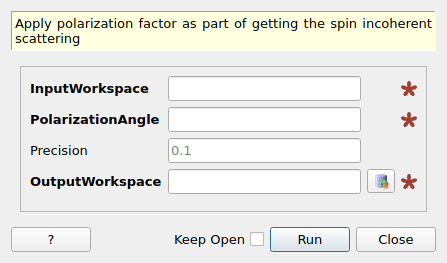 Apply polarization factor as part of getting the spin incoherent
scattering
InputWorkspace
PolarizationAngle
Precision 0.1
OutputWorkspace
? Keep Open Run Close